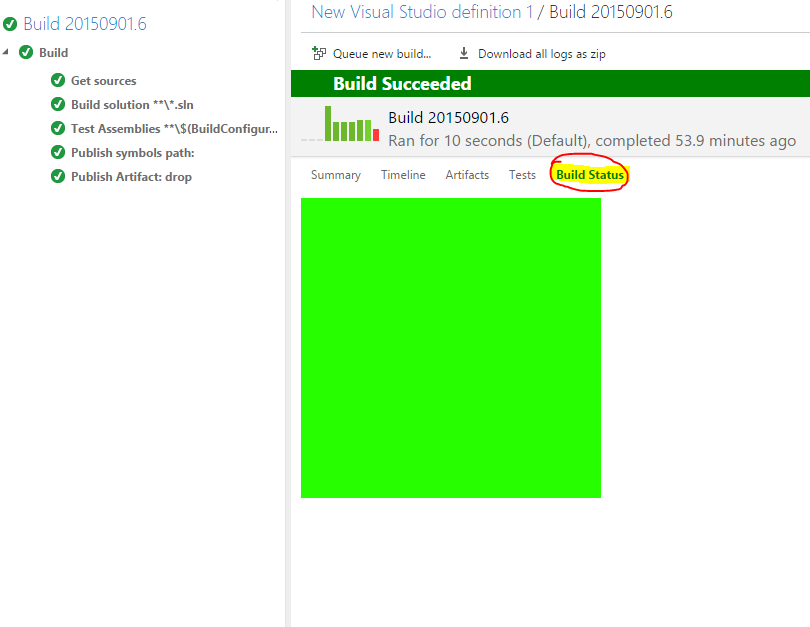 Build 20150901.6
Build
Get sources
Build solution **\*.sln
Test Assemblies **\$(BuildConfigur...
Publish symbols path:
Publish Artifact: drop
New Visual Studio definition 1 / Build 20150901.6
Queue new build... Download all logs as zip
Build Succeeded
Build 20150901.6
Ran for 10 seconds (Default), completed 53.9 minutes ago
Summary Timeline Artifacts Tests Build Status